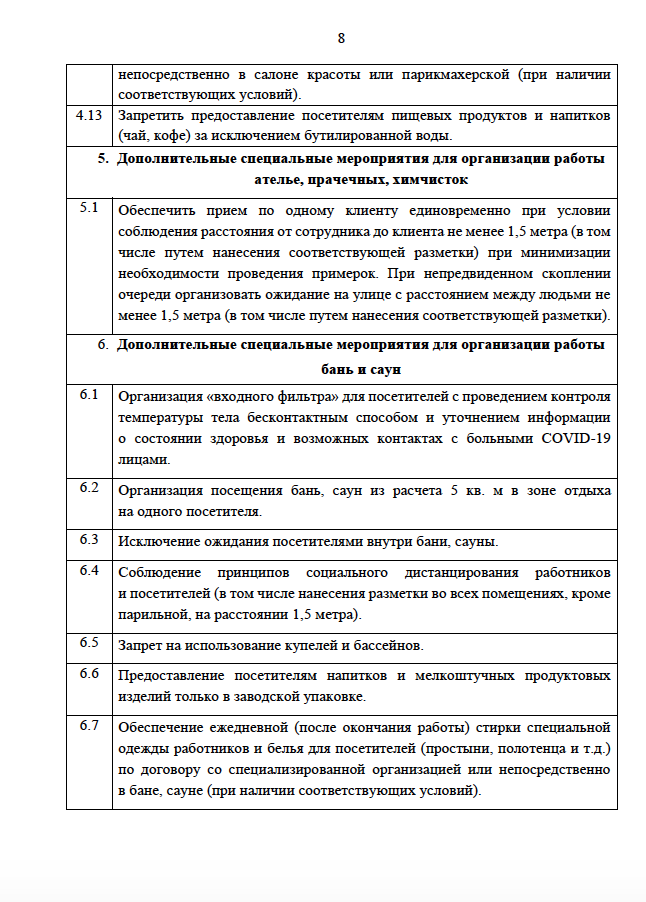 8
непосредственно в салоне красоты или парикмахерской (при наличии
соответствующих условий).
4.13 Запретить предоставление посетителям пищевых продуктов и напитков
(чай, кофе) за исключением бутилированной воды.
5. Дополнительные специальные мероприятия для организации работы
ателье, прачечных, химчисток
5.1 Обеспечить прием по одному клиенту единовременно при условии
соблюдения расстояния от сотрудника до клиента не менее 1,5 метра (в том
числе путем нанесения соответствующей разметки) при минимизации
необходимости проведения примерок. При непредвиденном скоплении
очереди организовать ожидание на улице с расстоянием между людьми не
менее 1,5 метра (в том числе путем нанесения соответствующей разметки).
6. Дополнительные специальные мероприятия для организации работы
бань и саун
6.1 Организация «входного фильтра» для посетителей с проведением контроля
температуры тела бесконтактным способом и уточнением информации
о состоянии здоровья и возможных контактах с больными COVID-19
лицами.
6.2 Организация посещения бань, саун из расчета 5 кв. м в зоне отдыха
на одного посетителя.
6.3 Исключение ожидания посетителями внутри бани, сауны.
6.4 Соблюдение принципов социального дистанцирования работников
и посетителей (в том числе нанесения разметки во всех помещениях, кроме
парильной, на расстоянии 1,5 метра).
6.5 Запрет на использование купелей и бассейнов.
6.6 Предоставление посетителям напитков и мелкоштучных продуктовых
изделий только в заводской упаковке.
6.7 Обеспечение ежедневной (после окончания работы) стирки специальной
одежды работников и белья для посетителей (простыни, полотенца и т.д.)
по договору со специализированной организацией или непосредственно
в бане, сауне (при наличии соответствующих условий).